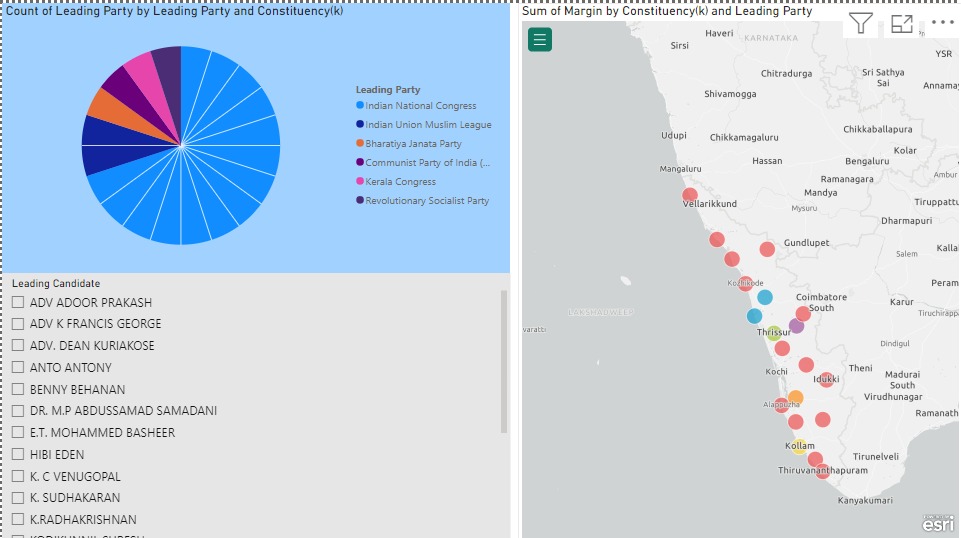 Count of Leading Party by Leading Party and Constituency(k)
Leading Party
Indian National Congress
Indian Union Muslim League
Bharatiya Janata Party
Communist Party of India (...
Kerala Congress
Revolutionary Socialist Party
Leading Candidate
ADV ADOOR PRAKASH
ADV K FRANCIS GEORGE
ADV. DEAN KURIAKOSE
ANTO ANTONY
BENNY BEHANAN
DR. M.P ABDUSSAMAD SAMADANI
E.T. MOHAMMED BASHEER
HIBI EDEN
K. C VENUGOPAL
K. SUDHAKARAN
K.RADHAKRISHNAN
Sum of Margin by Constituency(k) and Leading Party
Haveri
KARNATAKA
Sirsi
YSR
Chitradurga
Sri Sathya
Sai
Annamay
Shivamogga
Udupi
Chikkamagaluru
Chikkaballapura
Kolar
Mangaluru
Hassan
Bengaluru
Ramanagara
Ambur
Mandya
Vellarikkund
Mysuru
Tiruppattu
Dharmapuri
Gundlupet
Salem
Kalla
Kozhikode
Peram
Coimbatore
South
Karur
LAKSHADWEEP
Tiruchirapp
varatti
Thrissur
Dindigul
Kochi
Theni
Madurai
South
Idukki
Virudhunagar
Alappuzha
Ramanath
Kollam
Tirunelveli
Thiruvananthapuram
Kanyakumari
esri